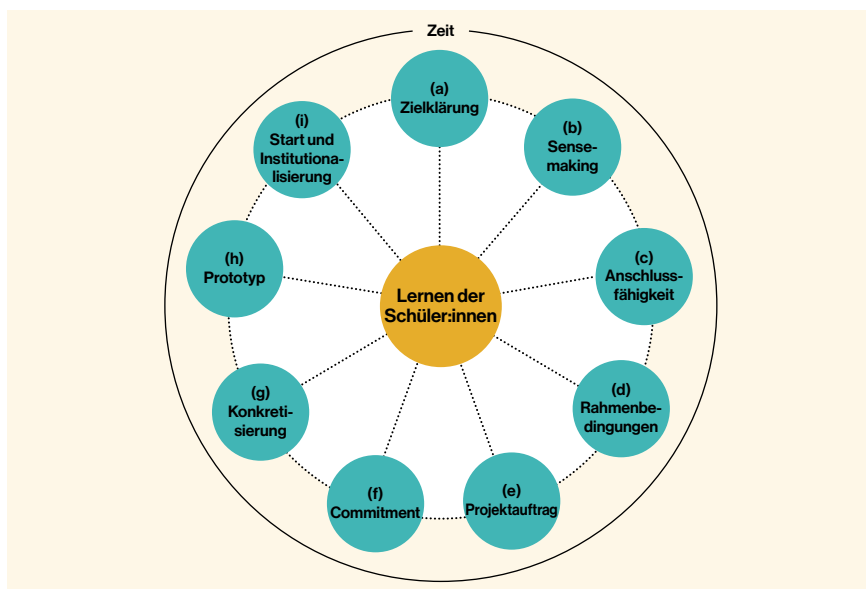 Zeit
(a)
Zielklärung
(b)
Sense-
making
(c)
Anschluss-
fähigkeit
(d)
Rahmenbe-
dingungen
(e)
Projektauftrag
(f)
Commitment
(g)
Konkreti-
sierung
(h)
Prototyp
(i)
Start und
Institutiona-
lisierung
Lernen der
Schüler:innen